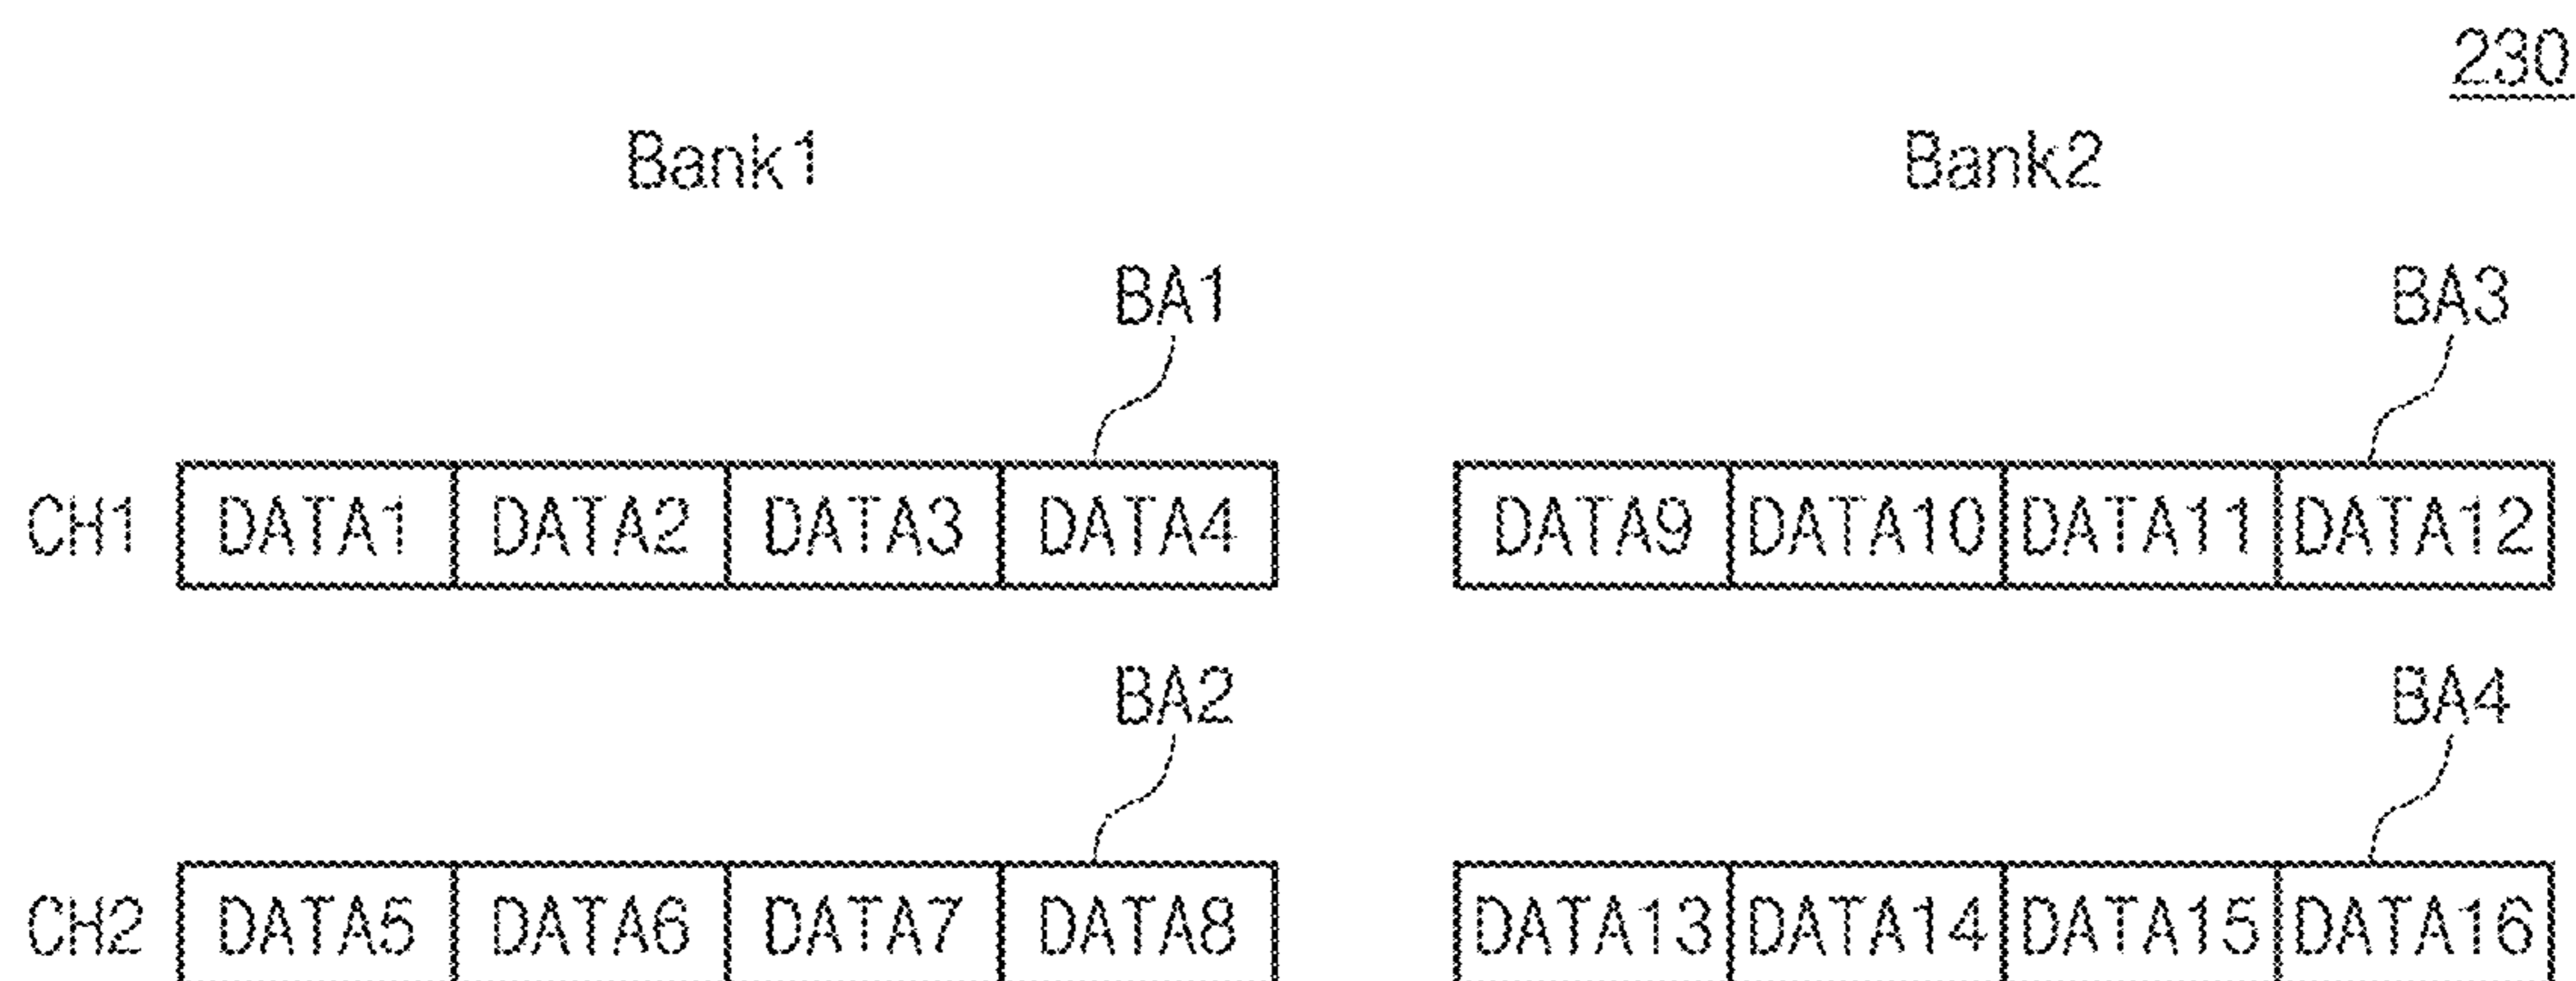 230
Bank1 Bank2
BA1 BA3
CH1 DATA1 DATA2 DATA3 DATA4 DATA9 DATA10 DATA11 DATA12
BA2 BA4
CH2 DATA5 DATA6 DATA7 DATA8 DATA13 DATA14 DATA15 DATA16